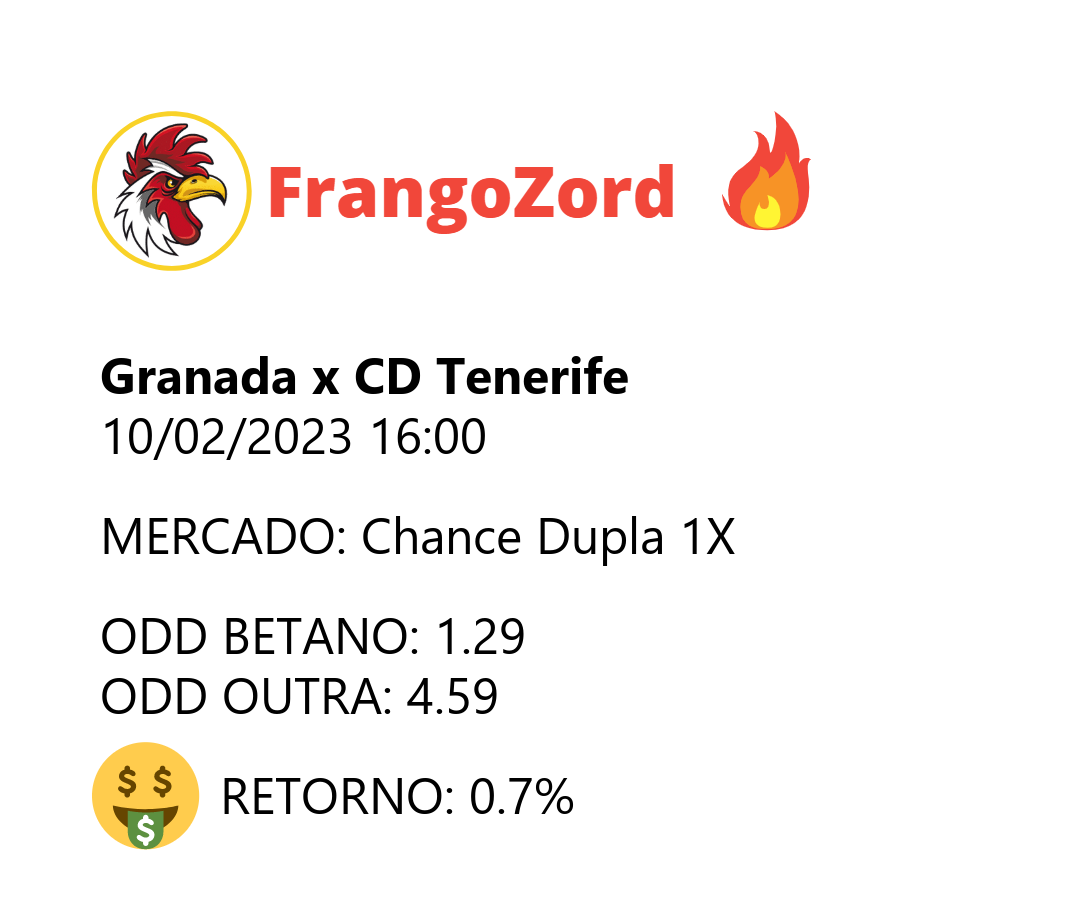 FrangoZord
Granada x CD Tenerife
10/02/2023 16:00
MERCADO: Chance Dupla 1X
ODD BETANO: 1.29
ODD OUTRA: 4.59
RETORNO: 0.7%